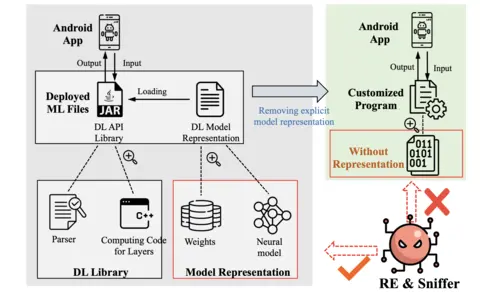 Android
App
Output
Input
Deployed
ML Files
Loading
JAR
DL API
Library
DL Model
Representation
Parser
C++
Computing Code
for Layers
DL Library
Weights
Neural
model
Model Representation
Removing explicit
model representation
Android
App
Output
Input
Customized
Program
Without
Representation
011
0101
001
RE & Sniffer